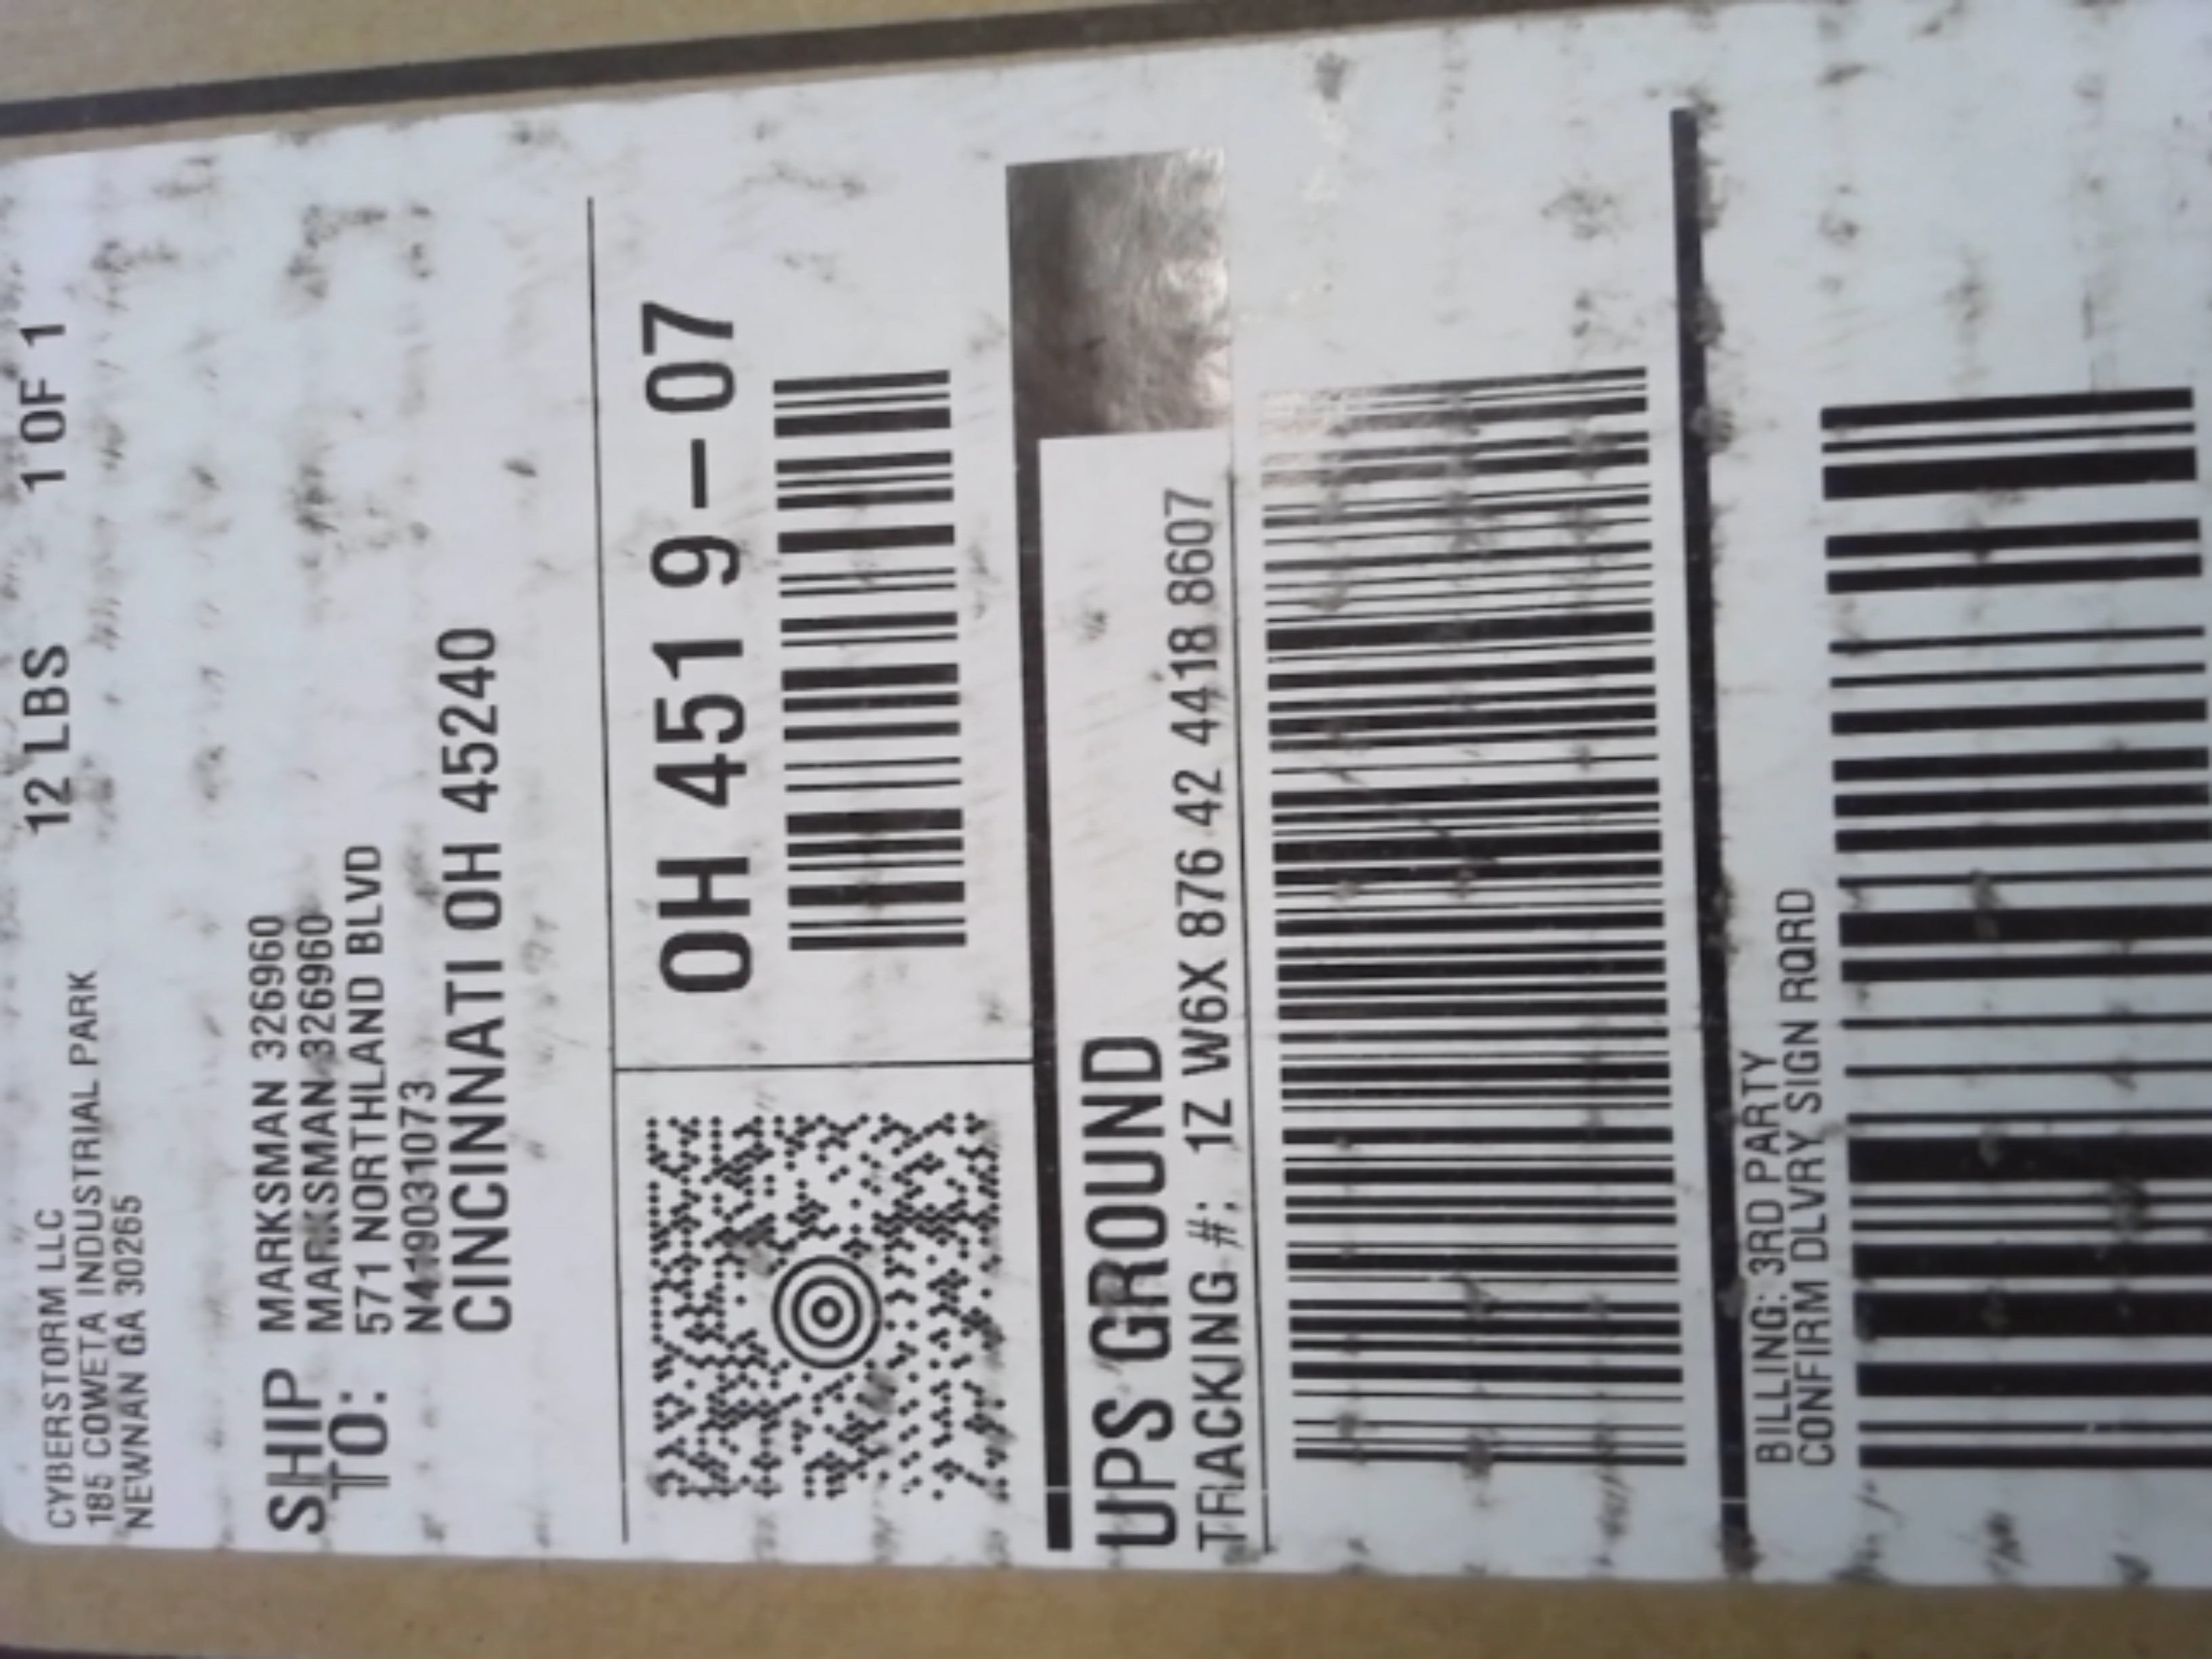 CYBERSTORM LLC
185 COWETA INDUSTRIAL PARK
NEWNAN GA 30265
12 LBS 1 OF 1
SHIP TO:
MARKSMAN 326960
MARKSMAN 326960
571 NORTHLAND BLVD
N419031073
CINCINNATI OH 45240
OH 451 9-07
UPS GROUND
TRACKING #: 1Z W6X 876 42 4418 8607
BILLING: 3RD PARTY
CONFIRM DLVRY SIGN RQRD